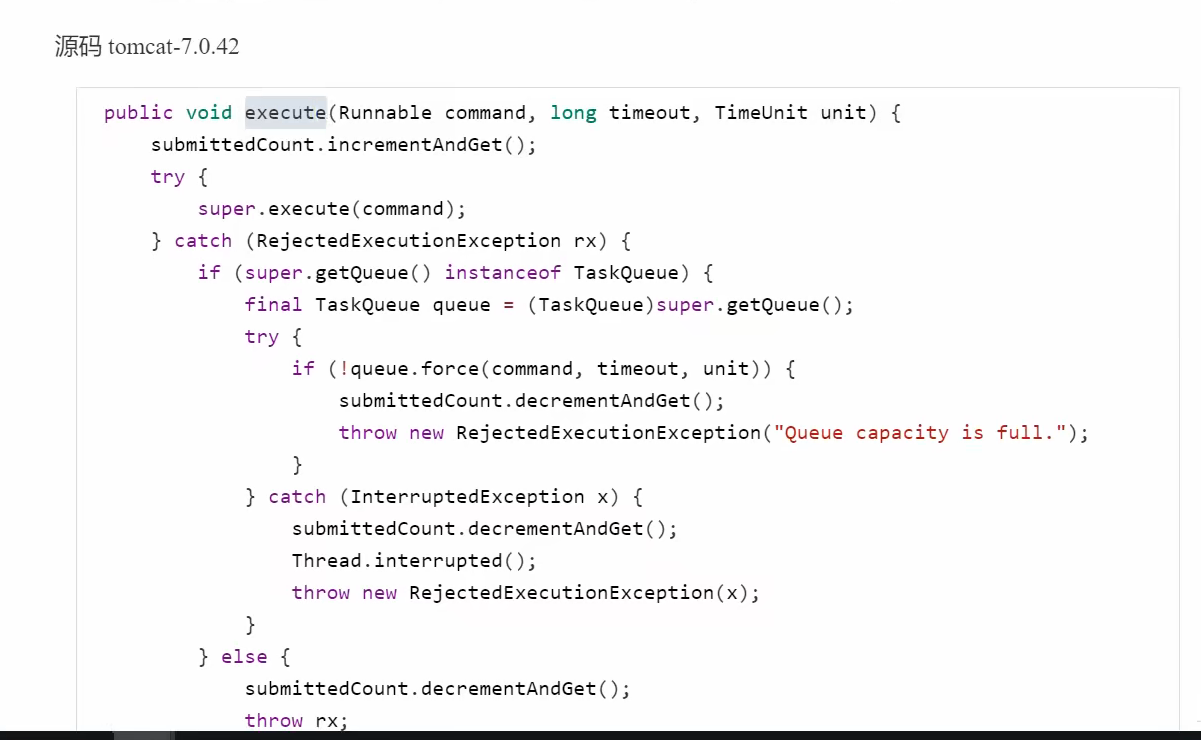 源码 tomcat-7.0.42
public void execute(Runnable command, long timeout, TimeUnit unit) {
    submittedCount.incrementAndGet();
    try {
        super.execute(command);
    } catch (RejectedExecutionException rx) {
        if (super.getQueue() instanceof TaskQueue) {
            final TaskQueue queue = (TaskQueue)super.getQueue();
            try {
                if (!queue.force(command, timeout, unit)) {
                    submittedCount.decrementAndGet();
                    throw new RejectedExecutionException("Queue capacity is full.");
                }
            } catch (InterruptedException x) {
                submittedCount.decrementAndGet();
                Thread.interrupted();
                throw new RejectedExecutionException(x);
            }
        } else {
            submittedCount.decrementAndGet();
            throw rx;